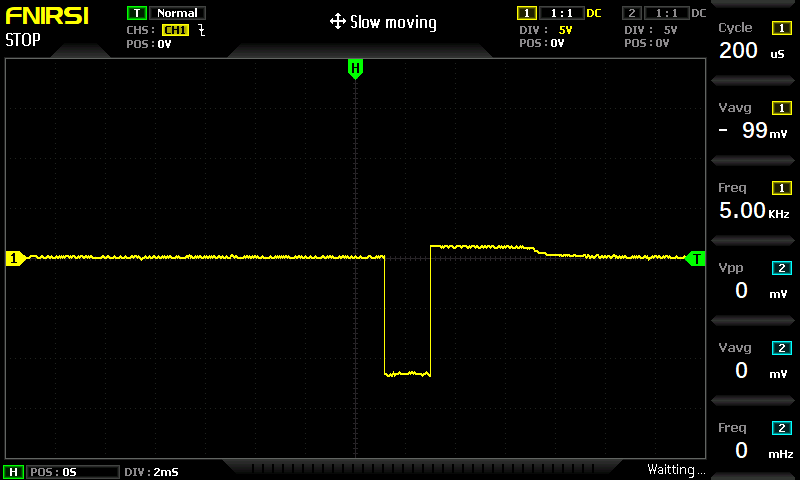 FNIRSI
STOP
T Normal
CHS: CH1
POS: 0V
Slow moving
1 1:1 DC
DIV: 5V
POS: 0V
2 1:1 DC
DIV: 5V
POS: 0V
H
1
T
Cycle 1
200 uS
Vavg 1
- 99 mV
Freq 1
5.00 KHz
Vpp 2
0 mV
Vavg 2
0 mV
Freq 2
0 mHz
H POS: 0S DIV: 2mS
Waitting...